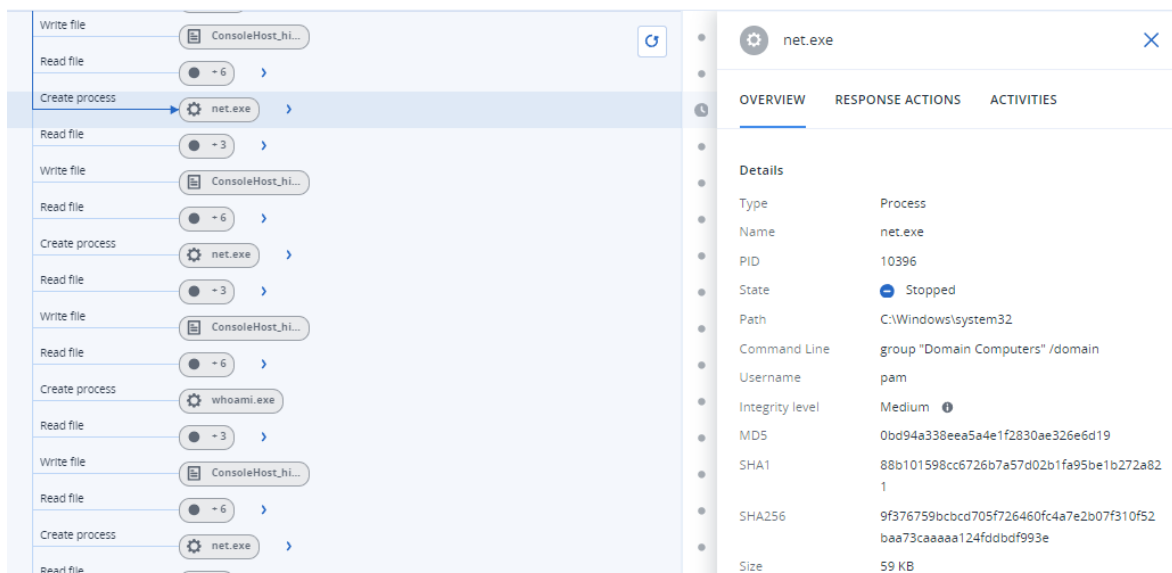 Write file
ConsoleHost_hi...
Read file
+6
Create process
net.exe
Read file
+3
Write file
ConsoleHost_hi...
Read file
+6
Create process
net.exe
Read file
+3
Write file
ConsoleHost_hi...
Read file
+6
Create process
whoami.exe
Read file
+3
Write file
ConsoleHost_hi...
Read file
+6
Create process
net.exe
Read file
net.exe
OVERVIEW RESPONSE ACTIONS ACTIVITIES
Details
Type Process
Name net.exe
PID 10396
State Stopped
Path C:\Windows\system32
Command Line group "Domain Computers" /domain
Username pam
Integrity level Medium
MD5 0bd94a338eea5a4e1f2830ae326e6d19
SHA1 88b101598cc6726b7a57d02b1fa95be1b272a82
1
SHA256 9f376759bcbcd705f726460fc4a7e2b07f310f52
baa73caaaaa124fddbdf993e
Size 59 KB